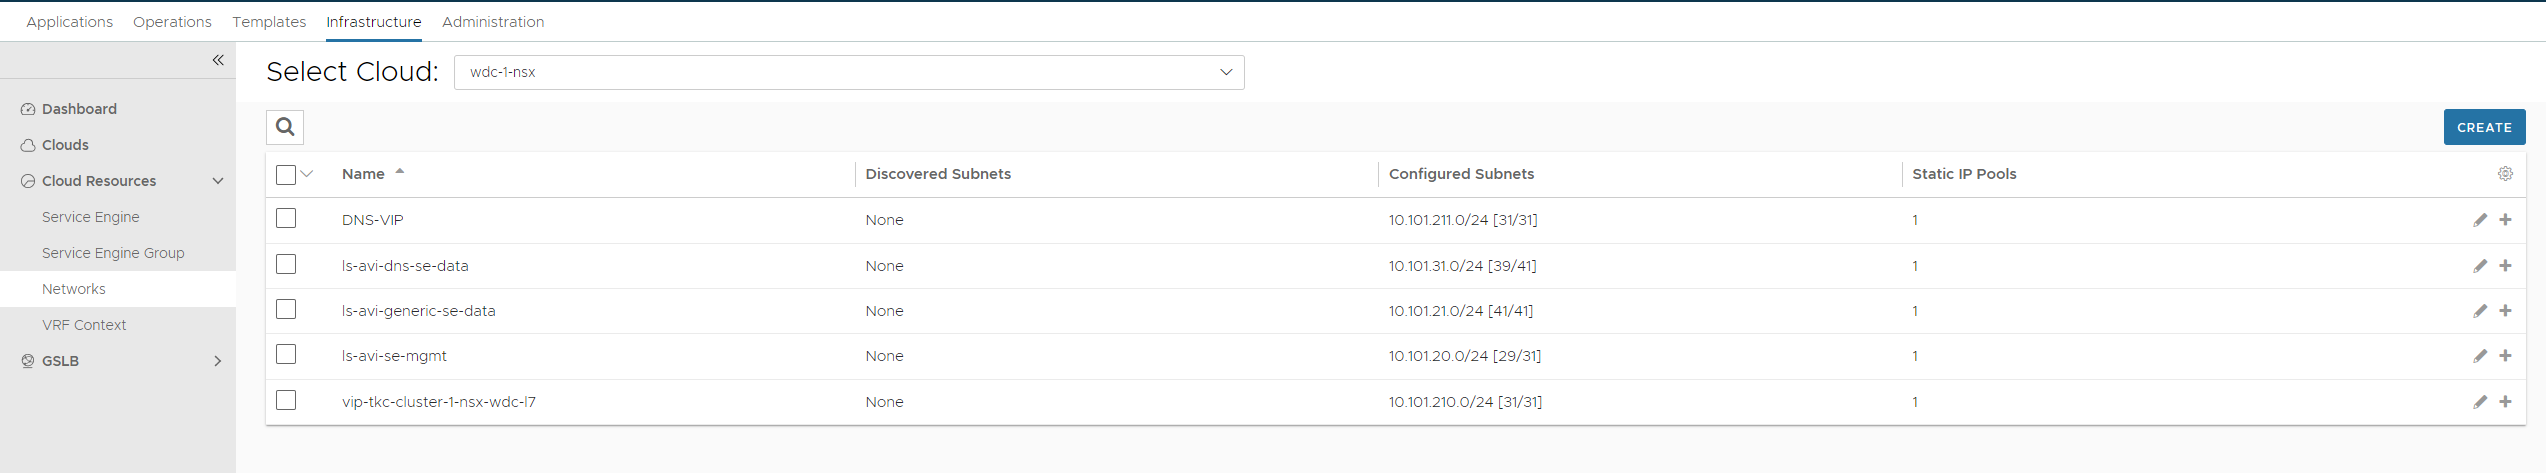 Applications Operations Templates Infrastructure Administration
Select Cloud: wdc-1-nsx
Dashboard
Clouds
Cloud Resources
Service Engine
Service Engine Group
Networks
VRF Context
GSLB
CREATE
Name Discovered Subnets Configured Subnets Static IP Pools
DNS-VIP None 10.101.211.0/24 [31/31] 1
ls-avi-dns-se-data None 10.101.31.0/24 [39/41] 1
ls-avi-generic-se-data None 10.101.21.0/24 [41/41] 1
ls-avi-se-mgmt None 10.101.20.0/24 [29/31] 1
vip-tkc-cluster-1-nsx-wdc-l7 None 10.101.210.0/24 [31/31] 1